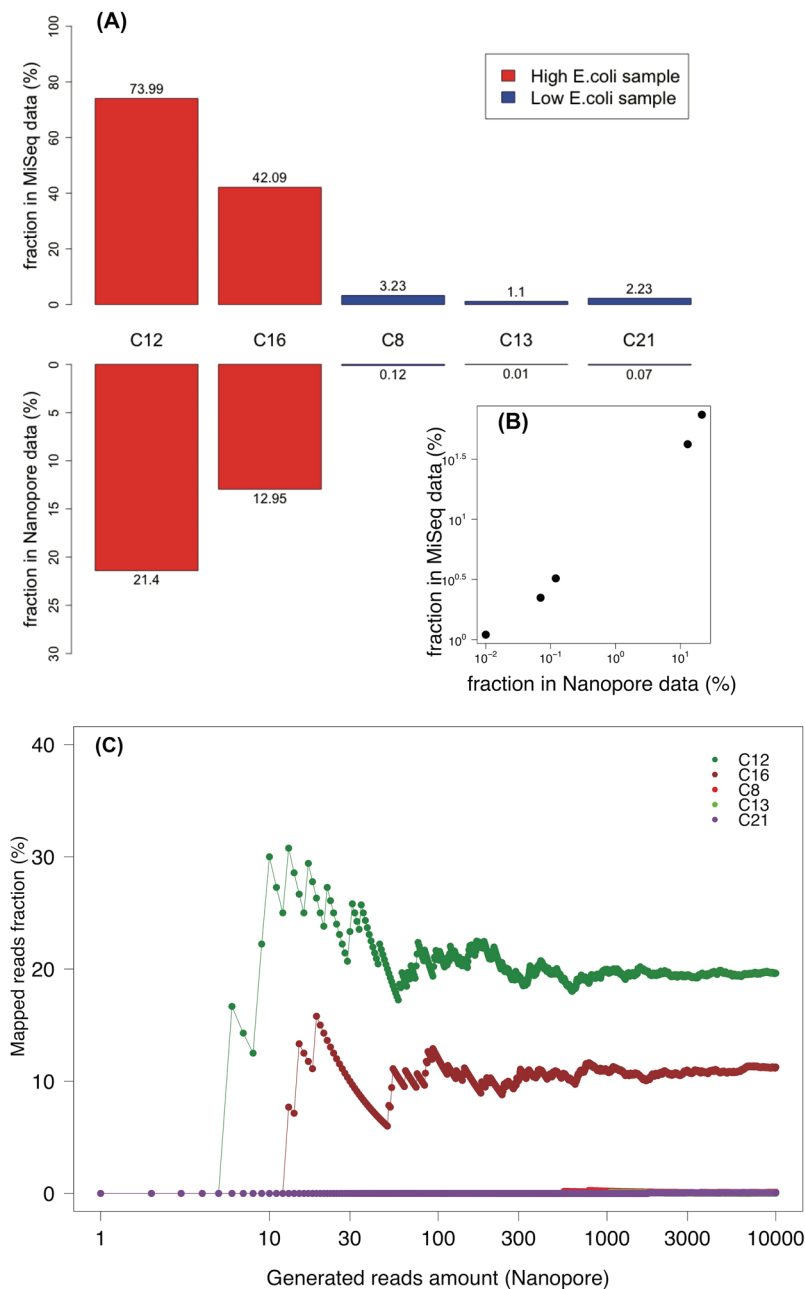 (A)
fraction in MiSeq data (%)
100
80
60
40
20
0
73.99
42.09
3.23
1.1
2.23
High E.coli sample
Low E.coli sample
C12
C16
C8
C13
C21
fraction in Nanopore data (%)
0
5
10
15
20
25
30
21.4
12.95
0.12
0.01
0.07
(B)
fraction in MiSeq data (%)
10^1.5
10^1
10^0.5
10^0
10^−2
10^−1
10^0
10^1
fraction in Nanopore data (%)
(C)
Mapped reads fraction (%)
40
30
20
10
0
C12
C16
C8
C13
C21
1
10
30
100
300
1000
3000
10000
Generated reads amount (Nanopore)